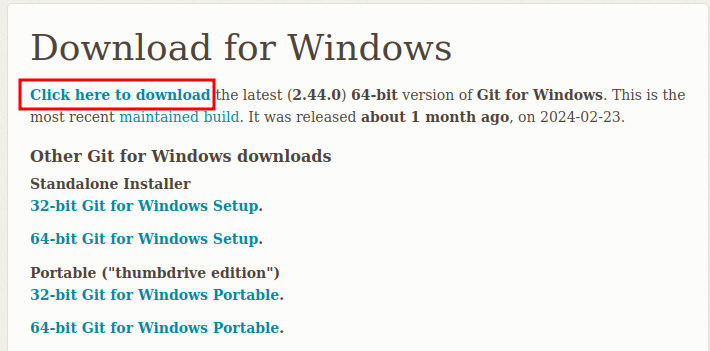 Download for Windows
Click here to download the latest (2.44.0) 64-bit version of Git for Windows. This is the
most recent maintained build. It was released about 1 month ago, on 2024-02-23.
Other Git for Windows downloads
Standalone Installer
32-bit Git for Windows Setup.
64-bit Git for Windows Setup.
Portable ("thumbdrive edition")
32-bit Git for Windows Portable.
64-bit Git for Windows Portable.